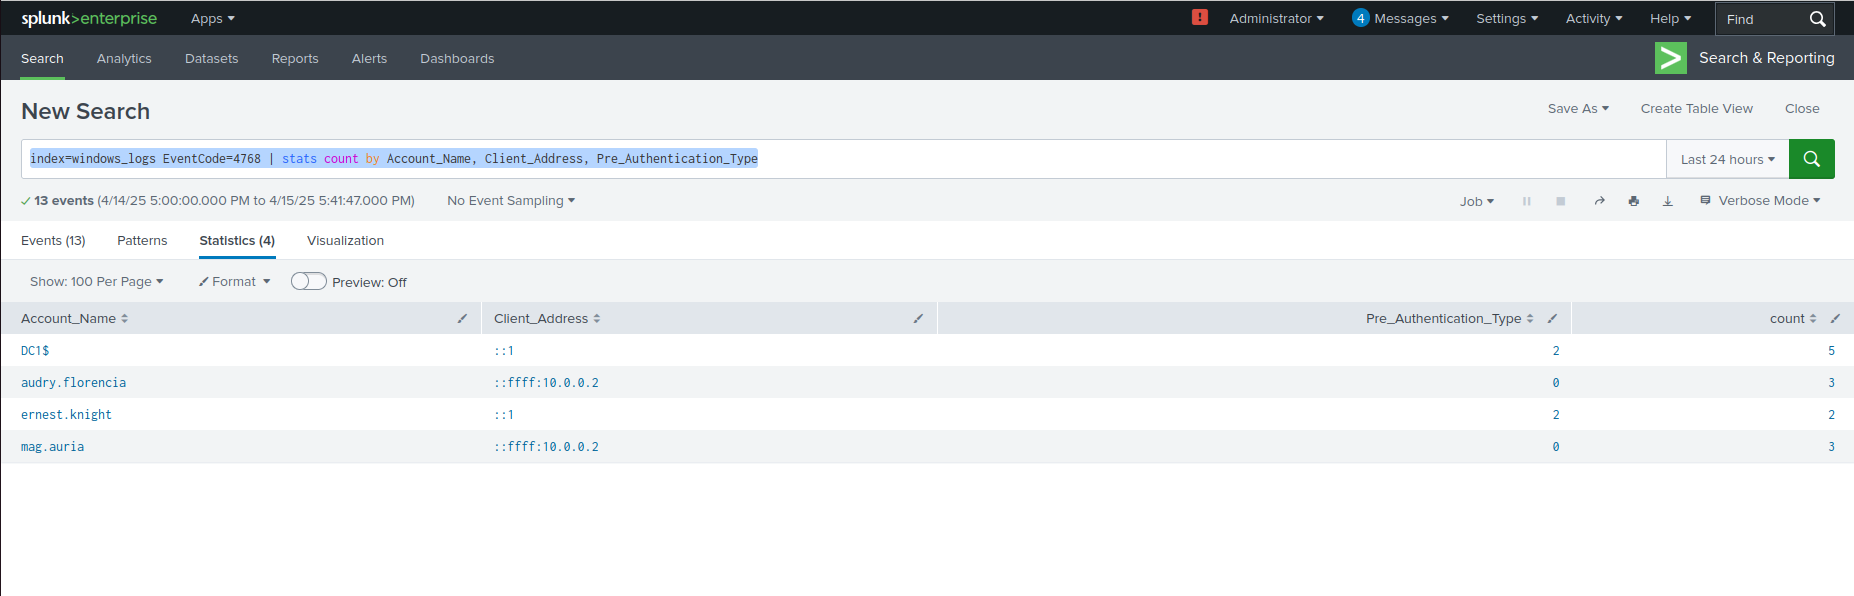 splunk>enterprise Apps ! Administrator 4 Messages Settings Activity Help Find
Search Analytics Datasets Reports Alerts Dashboards > Search & Reporting
New Search Save As Create Table View Close
index=windows_logs EventCode=4768 | stats count by Account_Name, Client_Address, Pre_Authentication_Type Last 24 hours
✓ 13 events (4/14/25 5:00:00.000 PM to 4/15/25 5:41:47.000 PM) No Event Sampling Job Verbose Mode
Events (13) Patterns Statistics (4) Visualization
Show: 100 Per Page Format Preview: Off
Account_Name Client_Address Pre_Authentication_Type count
DC1$ ::1 2 5
audry.florencia ::ffff:10.0.0.2 0 3
ernest.knight ::1 2 2
mag.auria ::ffff:10.0.0.2 0 3